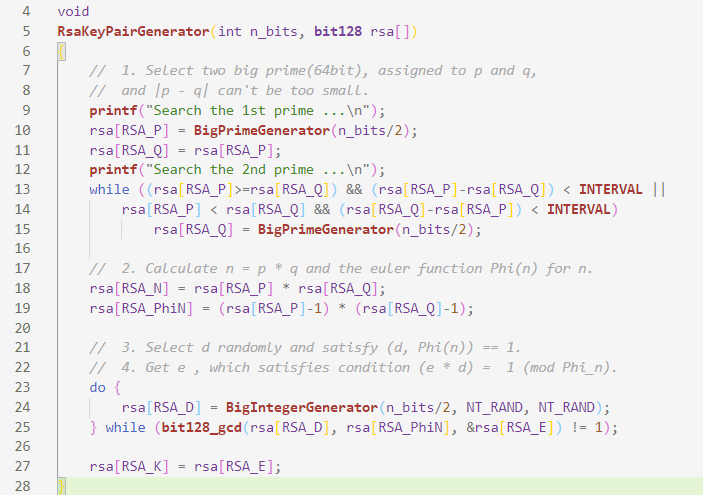 4 void
5 RsaKeyPairGenerator(int n_bits, bit128 rsa[])
6 {
7 // 1. Select two big prime(64bit), assigned to p and q,
8 // and |p - q| can't be too small.
9 printf("Search the 1st prime ...\n");
10 rsa[RSA_P] = BigPrimeGenerator(n_bits/2);
11 rsa[RSA_Q] = rsa[RSA_P];
12 printf("Search the 2nd prime ...\n");
13 while ((rsa[RSA_P]>=rsa[RSA_Q]) && (rsa[RSA_P]-rsa[RSA_Q]) < INTERVAL ||
14 rsa[RSA_P] < rsa[RSA_Q] && (rsa[RSA_Q]-rsa[RSA_P]) < INTERVAL)
15 rsa[RSA_Q] = BigPrimeGenerator(n_bits/2);
16
17 // 2. Calculate n = p * q and the euler function Phi(n) for n.
18 rsa[RSA_N] = rsa[RSA_P] * rsa[RSA_Q];
19 rsa[RSA_PhiN] = (rsa[RSA_P]-1) * (rsa[RSA_Q]-1);
20
21 // 3. Select d randomly and satisfy (d, Phi(n)) == 1.
22 // 4. Get e , which satisfies condition (e * d) = 1 (mod Phi_n).
23 do {
24 rsa[RSA_D] = BigIntegerGenerator(n_bits/2, NT_RAND, NT_RAND);
25 } while (bit128_gcd(rsa[RSA_D], rsa[RSA_PhiN], &rsa[RSA_E]) != 1);
26
27 rsa[RSA_K] = rsa[RSA_E];
28 }